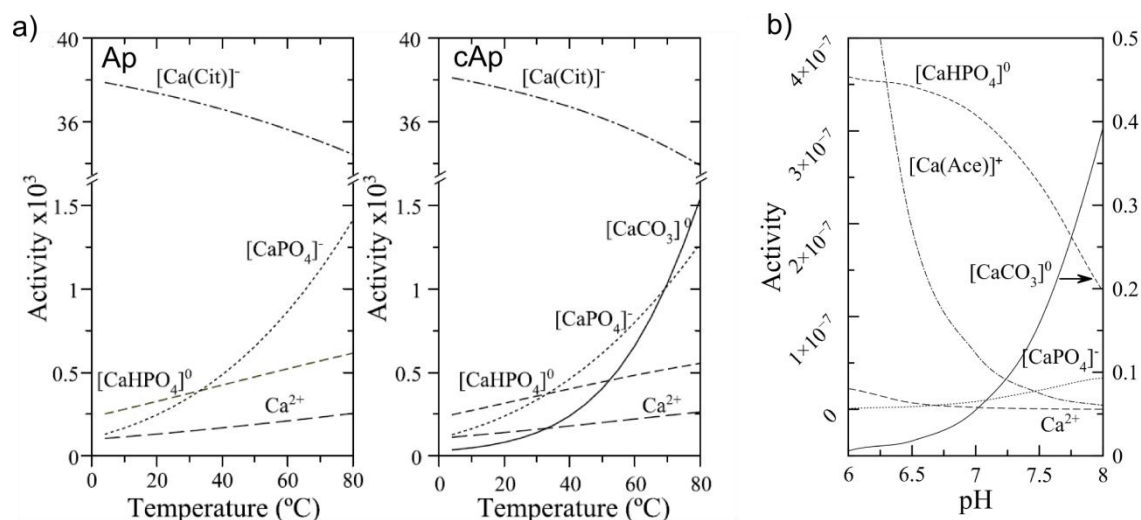 a)
Ap
cAp
b)
40
38
36
1.5
1
0.5
0
Activity x10³
[Ca(Cit)]⁻
[CaPO₄]⁻
[CaHPO₄]⁰
Ca²⁺
0 20 40 60 80
Temperature (ºC)
40
38
36
1.5
1
0.5
0
[Ca(Cit)]⁻
[CaCO₃]⁰
[CaPO₄]⁻
[CaHPO₄]⁰
Ca²⁺
0 20 40 60 80
Temperature (ºC)
4×10⁻⁷
3×10⁻⁷
2×10⁻⁷
1×10⁻⁷
0
Activity
[CaHPO₄]⁰
[Ca(Ace)]⁺
[CaCO₃]⁰
[CaPO₄]⁻
Ca²⁺
0.5
0.4
0.3
0.2
0.1
0
6 6.5 7 7.5 8
pH